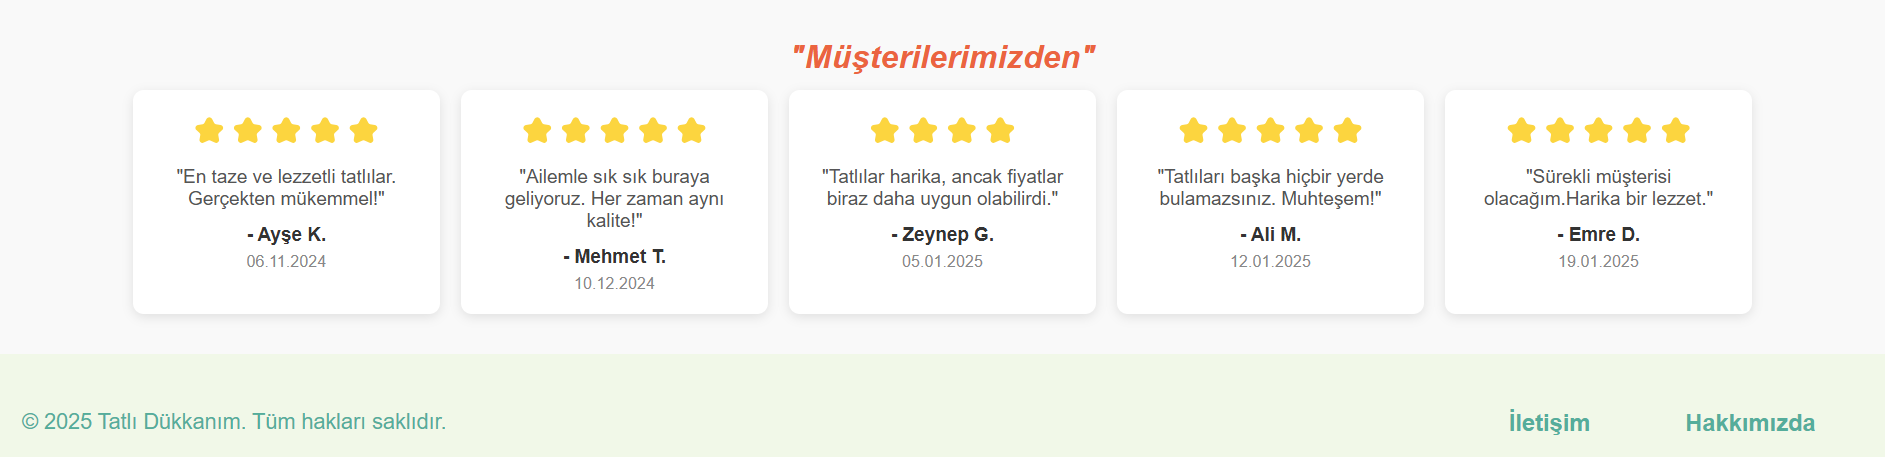 "Müşterilerimizden"
"En taze ve lezzetli tatlılar.
Gerçekten mükemmel!"
- Ayşe K.
06.11.2024
"Ailemle sık sık buraya
geliyoruz. Her zaman aynı
kalite!"
- Mehmet T.
10.12.2024
"Tatlılar harika, ancak fiyatlar
biraz daha uygun olabilirdi."
- Zeynep G.
05.01.2025
"Tatlıları başka hiçbir yerde
bulamazsınız. Muhteşem!"
- Ali M.
12.01.2025
"Sürekli müşterisi
olacağım.Harika bir lezzet."
- Emre D.
19.01.2025
© 2025 Tatlı Dükkanım. Tüm hakları saklıdır.
İletişim
Hakkımızda